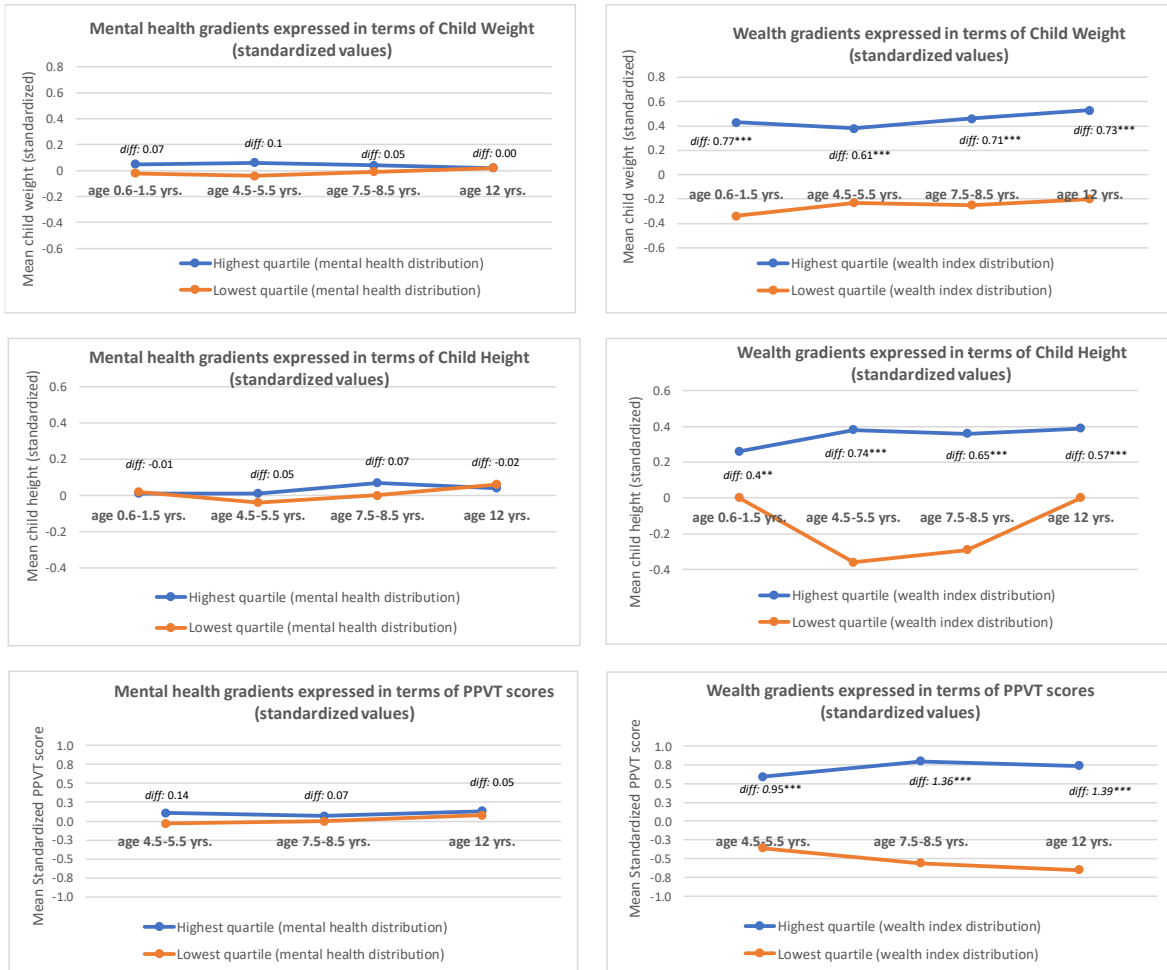 Mental health gradients expressed in terms of Child Weight
(standardized values)
Mean child weight (standardized)
0.8
0.6
0.4
0.2
0
-0.2
-0.4
-0.6
diff: 0.07
diff: 0.1
diff: 0.05
diff: 0.00
age 0.6-1.5 yrs.
age 4.5-5.5 yrs.
age 7.5-8.5 yrs.
age 12 yrs.
Highest quartile (mental health distribution)
Lowest quartile (mental health distribution)
Wealth gradients expressed in terms of Child Weight
(standardized values)
Mean child weight (standardized)
0.8
0.6
0.4
0.2
0
-0.2
-0.4
-0.6
diff: 0.77***
diff: 0.61***
diff: 0.71***
diff: 0.73***
age 0.6-1.5 yrs.
age 4.5-5.5 yrs.
age 7.5-8.5 yrs.
age 12 yrs.
Highest quartile (wealth index distribution)
Lowest quartile (wealth index distribution)
Mental health gradients expressed in terms of Child Height
(standardized values)
Mean child height (standardized)
0.6
0.4
0.2
0
-0.2
-0.4
diff: -0.01
diff: 0.05
diff: 0.07
diff: -0.02
age 0.6-1.5 yrs.
age 4.5-5.5 yrs.
age 7.5-8.5 yrs.
age 12 yrs.
Highest quartile (mental health distribution)
Lowest quartile (mental health distribution)
Wealth gradients expressed in terms of Child Height
(standardized values)
Mean child height (standardized)
0.6
0.4
0.2
0
-0.2
-0.4
diff: 0.4**
diff: 0.74***
diff: 0.65***
diff: 0.57***
age 0.6-1.5 yrs.
age 4.5-5.5 yrs.
age 7.5-8.5 yrs.
age 12 yrs.
Highest quartile (wealth index distribution)
Lowest quartile (wealth index distribution)
Mental health gradients expressed in terms of PPVT scores
(standardized values)
Mean Standardized PPVT score
1.0
0.8
0.5
0.3
0.0
-0.3
-0.5
-0.8
-1.0
diff: 0.14
diff: 0.07
diff: 0.05
age 4.5-5.5 yrs.
age 7.5-8.5 yrs.
age 12 yrs.
Highest quartile (mental health distribution)
Lowest quartile (mental health distribution)
Wealth gradients expressed in terms of PPVT scores
(standardized values)
Mean Standardized PPVT score
1.0
0.8
0.5
0.3
0.0
-0.3
-0.5
-0.8
-1.0
diff: 0.95***
diff: 1.36***
diff: 1.39***
age 4.5-5.5 yrs.
age 7.5-8.5 yrs.
age 12 yrs.
Highest quartile (wealth index distribution)
Lowest quartile (wealth index distribution)